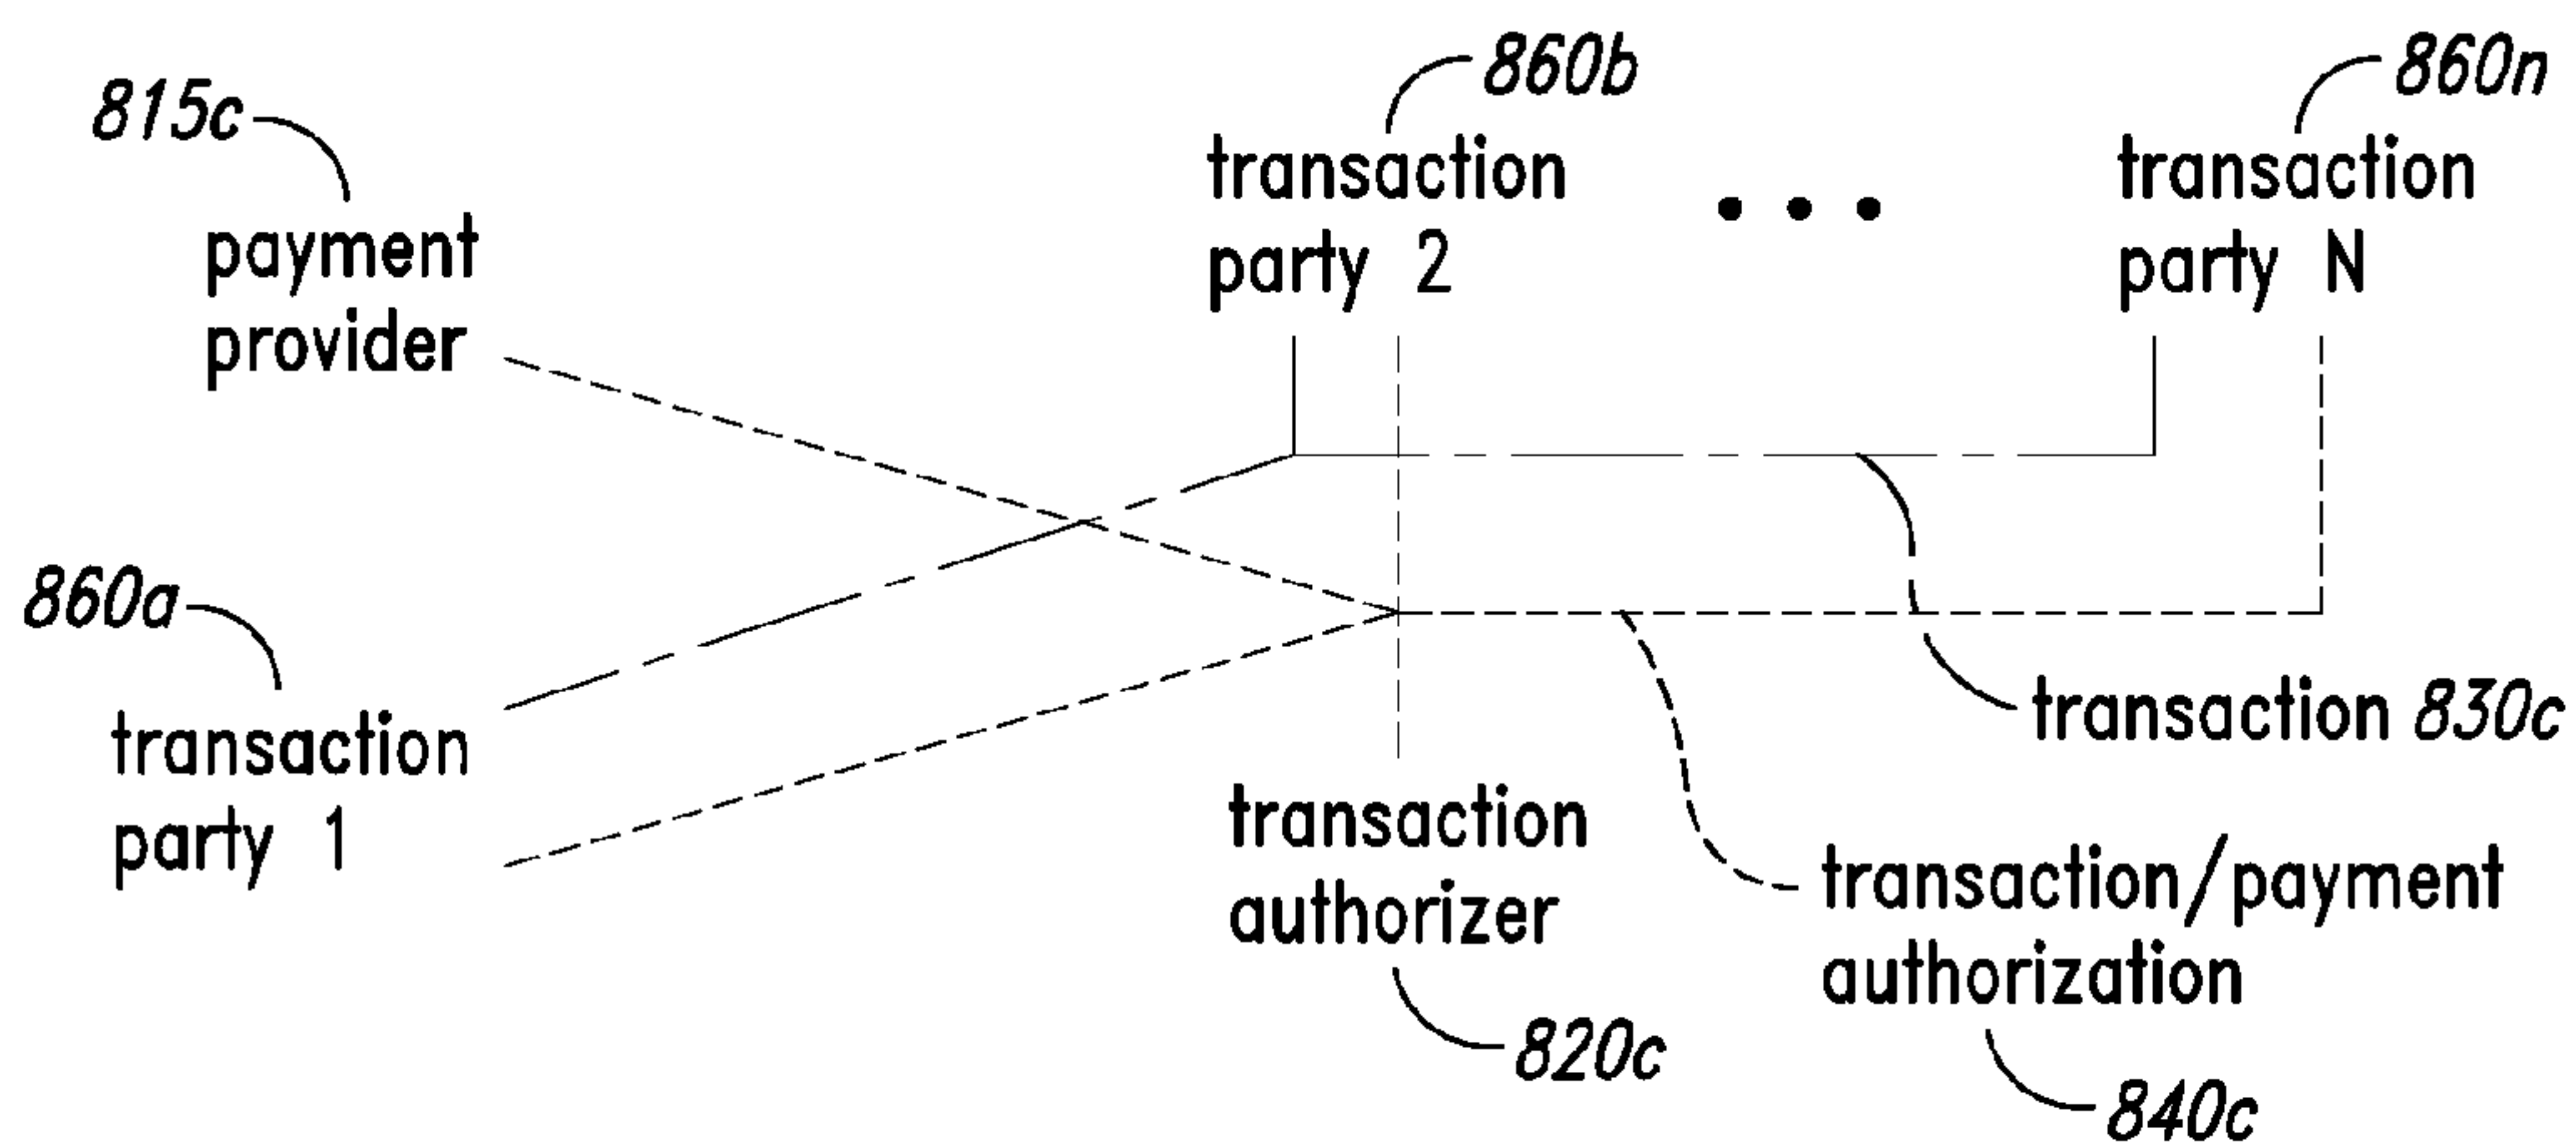 815c
payment
provider
860b
transaction
party 2
860n
transaction
party N
860a
transaction
party 1
transaction 830c
transaction
authorizer
820c
transaction/payment
authorization
840c